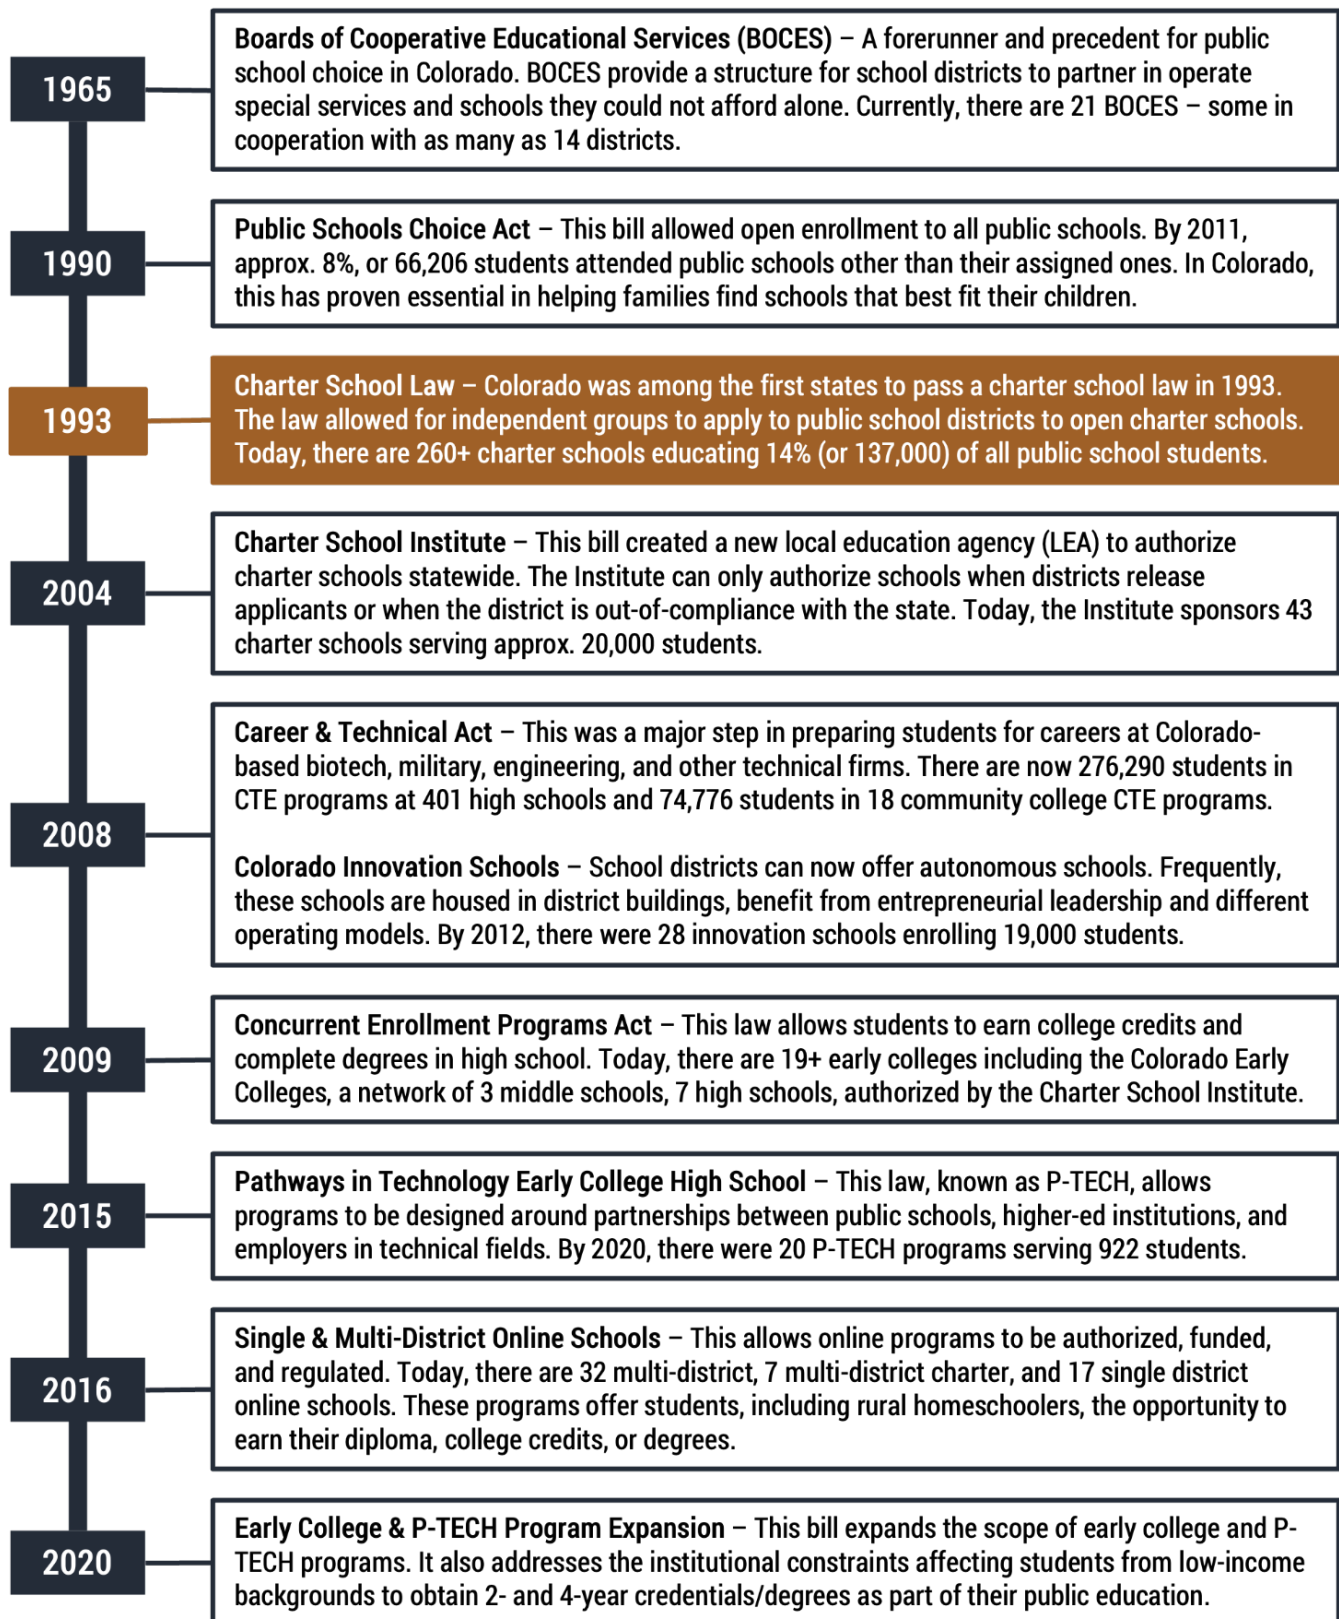 1965
Boards of Cooperative Educational Services (BOCES) – A forerunner and precedent for public
school choice in Colorado. BOCES provide a structure for school districts to partner in operate
special services and schools they could not afford alone. Currently, there are 21 BOCES – some in
cooperation with as many as 14 districts.
1990
Public Schools Choice Act – This bill allowed open enrollment to all public schools. By 2011,
approx. 8%, or 66,206 students attended public schools other than their assigned ones. In Colorado,
this has proven essential in helping families find schools that best fit their children.
1993
Charter School Law – Colorado was among the first states to pass a charter school law in 1993.
The law allowed for independent groups to apply to public school districts to open charter schools.
Today, there are 260+ charter schools educating 14% (or 137,000) of all public school students.
2004
Charter School Institute – This bill created a new local education agency (LEA) to authorize
charter schools statewide. The Institute can only authorize schools when districts release
applicants or when the district is out-of-compliance with the state. Today, the Institute sponsors 43
charter schools serving approx. 20,000 students.
2008
Career & Technical Act – This was a major step in preparing students for careers at Colorado-
based biotech, military, engineering, and other technical firms. There are now 276,290 students in
CTE programs at 401 high schools and 74,776 students in 18 community college CTE programs.
Colorado Innovation Schools – School districts can now offer autonomous schools. Frequently,
these schools are housed in district buildings, benefit from entrepreneurial leadership and different
operating models. By 2012, there were 28 innovation schools enrolling 19,000 students.
2009
Concurrent Enrollment Programs Act – This law allows students to earn college credits and
complete degrees in high school. Today, there are 19+ early colleges including the Colorado Early
Colleges, a network of 3 middle schools, 7 high schools, authorized by the Charter School Institute.
2015
Pathways in Technology Early College High School – This law, known as P-TECH, allows
programs to be designed around partnerships between public schools, higher-ed institutions, and
employers in technical fields. By 2020, there were 20 P-TECH programs serving 922 students.
2016
Single & Multi-District Online Schools – This allows online programs to be authorized, funded,
and regulated. Today, there are 32 multi-district, 7 multi-district charter, and 17 single district
online schools. These programs offer students, including rural homeschoolers, the opportunity to
earn their diploma, college credits, or degrees.
2020
Early College & P-TECH Program Expansion – This bill expands the scope of early college and P-
TECH programs. It also addresses the institutional constraints affecting students from low-income
backgrounds to obtain 2- and 4-year credentials/degrees as part of their public education.